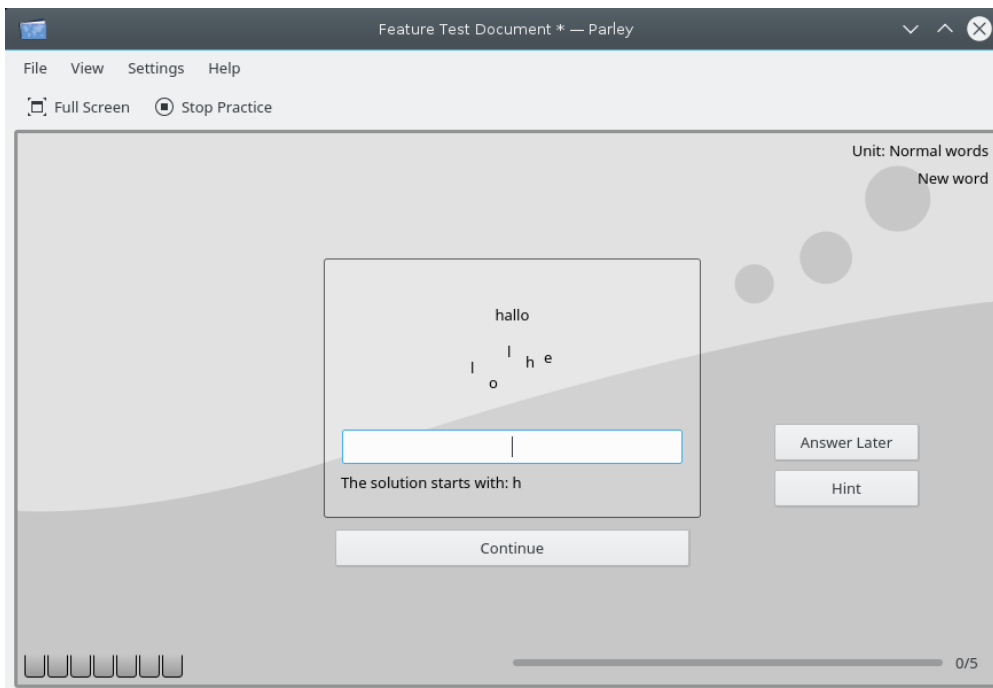 Feature Test Document * — Parley
File View Settings Help
Full Screen Stop Practice
Unit: Normal words
New word
hallo
l l h e
o
The solution starts with: h
Answer Later
Hint
Continue
0/5